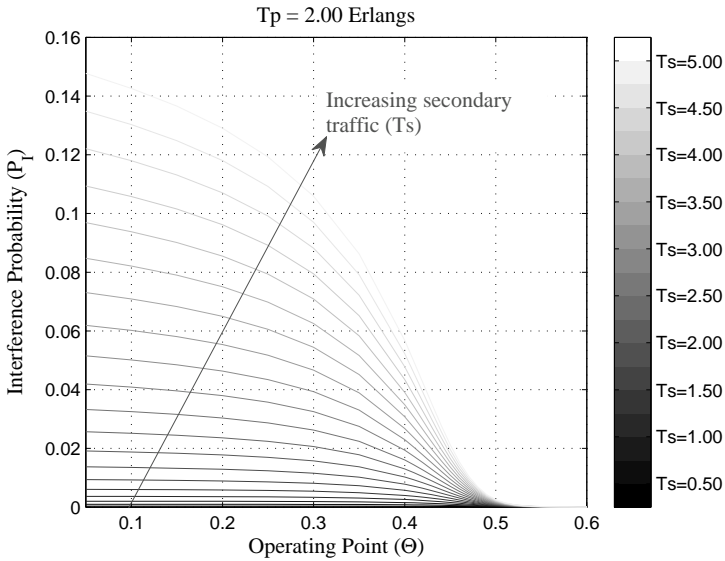 Tp = 2.00 Erlangs
0.16
0.14
0.12
0.1
0.08
0.06
0.04
0.02
0
Interference Probability (P_I)
Increasing secondary
traffic (Ts)
0.1 0.2 0.3 0.4 0.5 0.6
Operating Point (Θ)
Ts=5.00
Ts=4.50
Ts=4.00
Ts=3.50
Ts=3.00
Ts=2.50
Ts=2.00
Ts=1.50
Ts=1.00
Ts=0.50